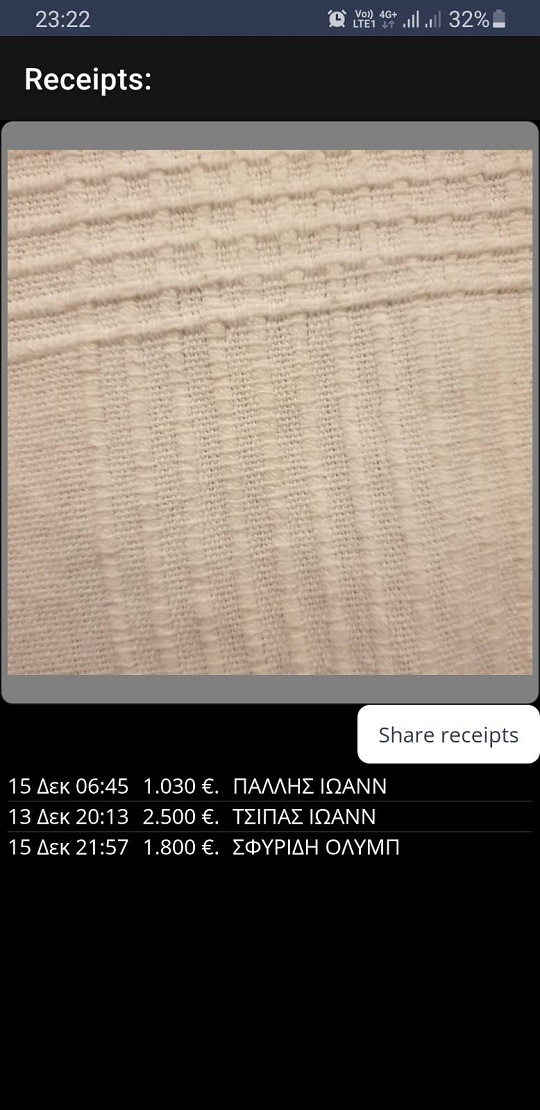 23:22 Vo)) LTE1 4G+ 32%
Receipts:
Share receipts
15 Δεκ 06:45 1.030 €. ΠΑΛΛΗΣ ΙΩΑΝΝ
13 Δεκ 20:13 2.500 €. ΤΣΙΠΑΣ ΙΩΑΝΝ
15 Δεκ 21:57 1.800 €. ΣΦΥΡΙΔΗ ΟΛΥΜΠ